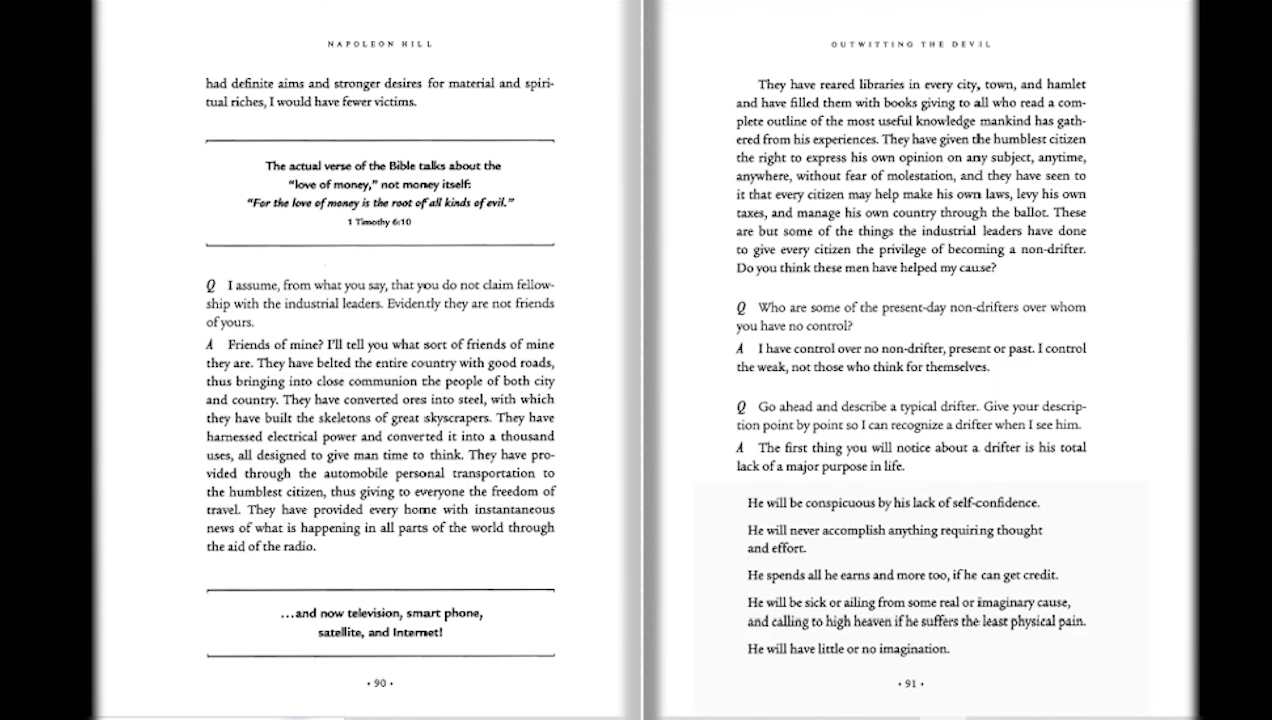 NAPOLEON HILL
had definite aims and stronger desires for material and spiri-
tual riches, I would have fewer victims.
The actual verse of the Bible talks about the
“love of money,” not money itself:
“For the love of money is the root of all kinds of evil.”
1 Timothy 6:10
Q I assume, from what you say, that you do not claim fellow-
ship with the industrial leaders. Evidently they are not friends
of yours.
A Friends of mine? I'll tell you what sort of friends of mine
they are. They have belted the entire country with good roads,
thus bringing into close communion the people of both city
and country. They have converted ores into steel, with which
they have built the skeletons of great skyscrapers. They have
harnessed electrical power and converted it into a thousand
uses, all designed to give man time to think. They have pro-
vided through the automobile personal transportation to
the humblest citizen, thus giving to everyone the freedom of
travel. They have provided every home with instantaneous
news of what is happening in all parts of the world through
the aid of the radio.
...and now television, smart phone,
satellite, and Internet!
• 90 •
OUTWITTING THE DEVIL
They have reared libraries in every city, town, and hamlet
and have filled them with books giving to all who read a com-
plete outline of the most useful knowledge mankind has gath-
ered from his experiences. They have given the humblest citizen
the right to express his own opinion on any subject, anytime,
anywhere, without fear of molestation, and they have seen to
it that every citizen may help make his own laws, levy his own
taxes, and manage his own country through the ballot. These
are but some of the things the industrial leaders have done
to give every citizen the privilege of becoming a non-drifter.
Do you think these men have helped my cause?
Q Who are some of the present-day non-drifters over whom
you have no control?
A I have control over no non-drifter, present or past. I control
the weak, not those who think for themselves.
Q Go ahead and describe a typical drifter. Give your descrip-
tion point by point so I can recognize a drifter when I see him.
A The first thing you will notice about a drifter is his total
lack of a major purpose in life.
He will be conspicuous by his lack of self-confidence.
He will never accomplish anything requiring thought
and effort.
He spends all he earns and more too, if he can get credit.
He will be sick or ailing from some real or imaginary cause,
and calling to high heaven if he suffers the least physical pain.
He will have little or no imagination.
• 91 •